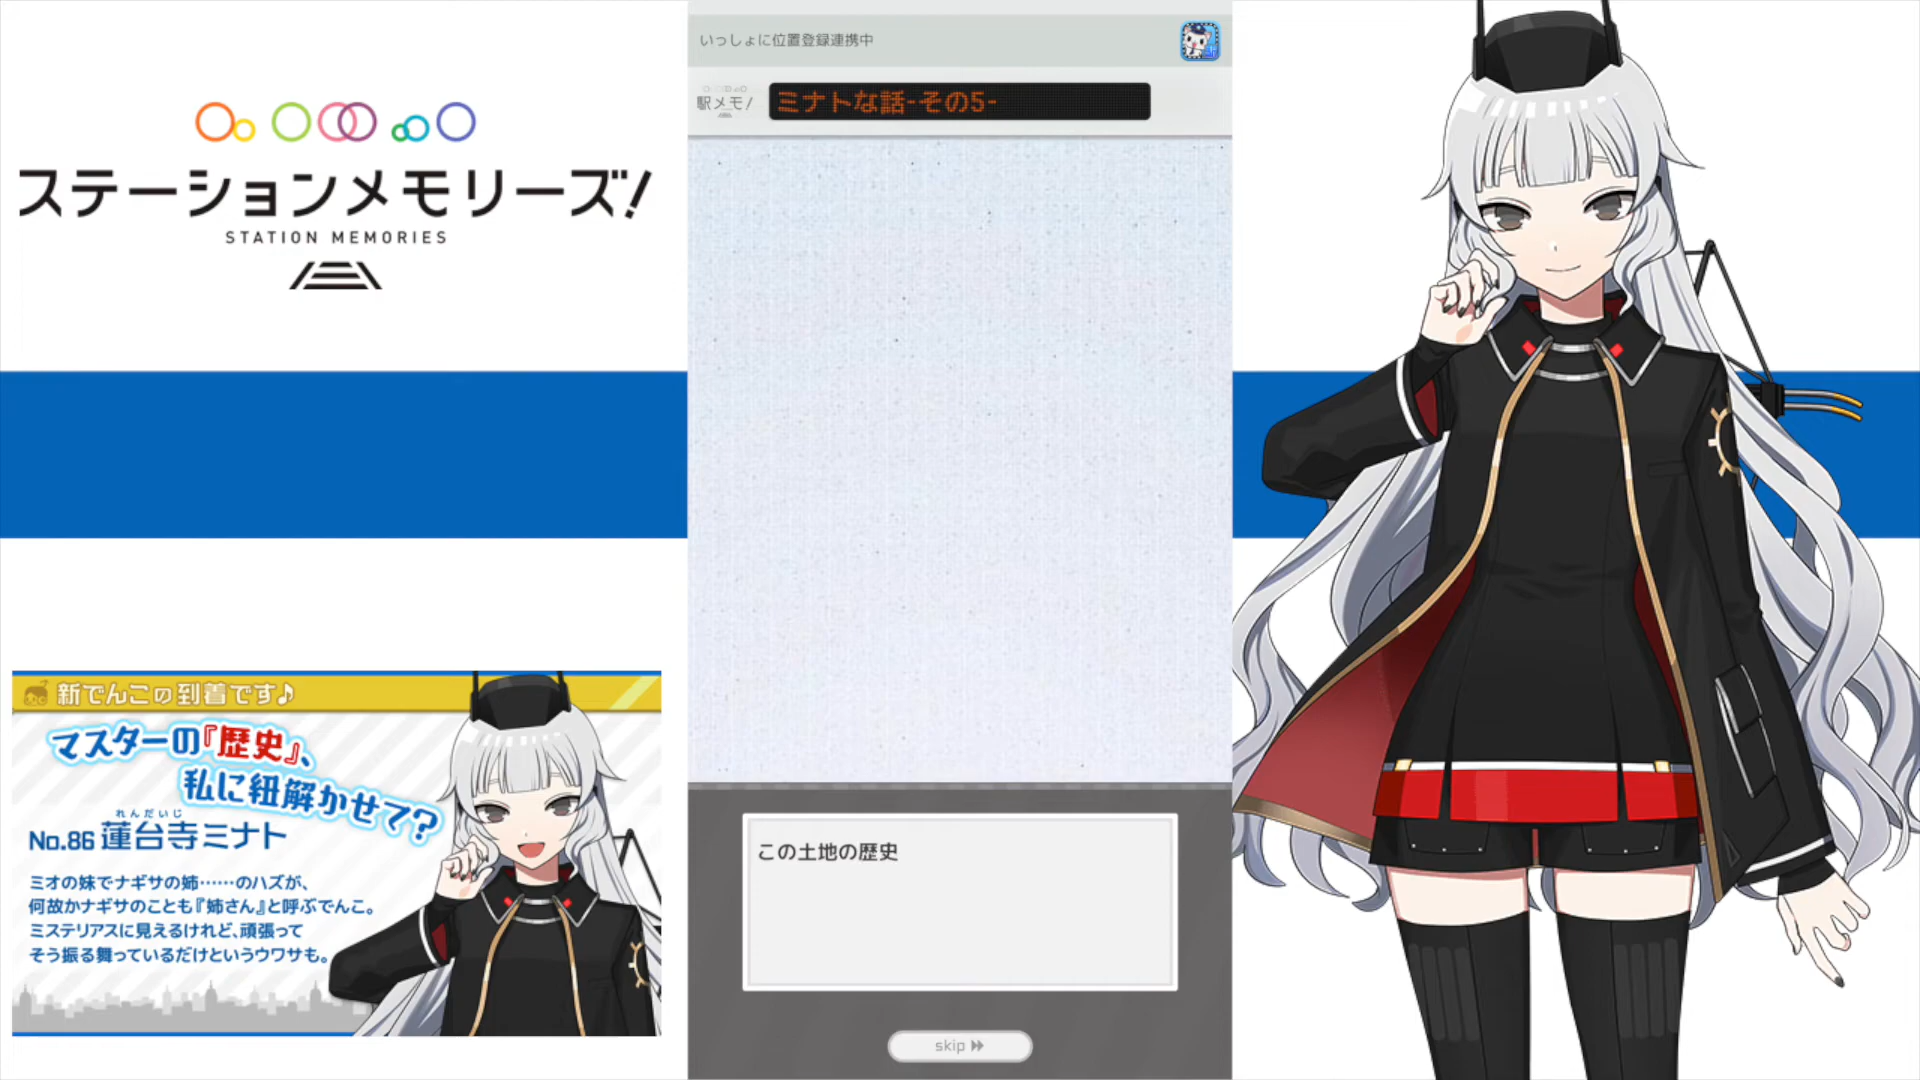 ステーションメモリーズ!
STATION MEMORIES
新でんこの到着です♪
マスターの『歴史』、
私に紐解かせて?
れんだいじ
No.86 蓮台寺ミナト
ミオの妹でナギサの姉……のハズが、
何故かナギサのことも『姉さん』と呼ぶでんこ。
ミステリアスに見えるけれど、頑張って
そう振る舞っているだけというウワサも。
いっしょに位置登録連携中
駅メモ!
ミナトな話-その5-
この土地の歴史
skip